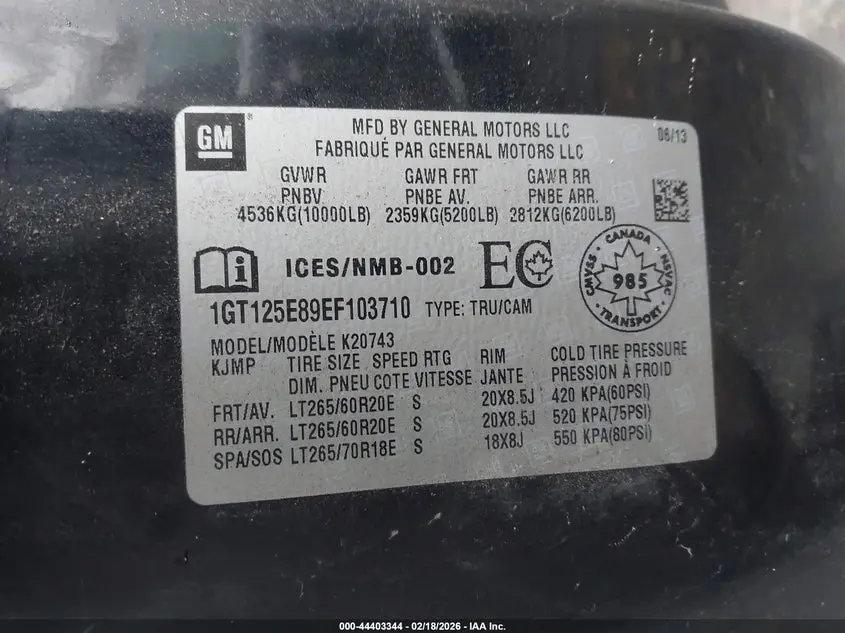 GM
MFD BY GENERAL MOTORS LLC
06/13
FABRIQUÉ PAR GENERAL MOTORS LLC
GVWR GAWR FRT GAWR RR
PNBV PNBE AV. PNBE ARR.
4536KG(10000LB) 2359KG(5200LB) 2812KG(6200LB)
ICES/NMB-002 EC
CANADA
CMVSS 985 NSVAC
TRANSPORT
1GT125E89EF103710 TYPE: TRU/CAM
MODEL/MODÈLE K20743
KJMP TIRE SIZE SPEED RTG RIM COLD TIRE PRESSURE
DIM. PNEU COTE VITESSE JANTE PRESSION À FROID
FRT/AV. LT265/60R20E S 20X8.5J 420 KPA(60PSI)
RR/ARR. LT265/60R20E S 20X8.5J 520 KPA(75PSI)
SPA/SOS LT265/70R18E S 18X8J 550 KPA(80PSI)
000-44403344 - 02/18/2026 - IAA Inc.